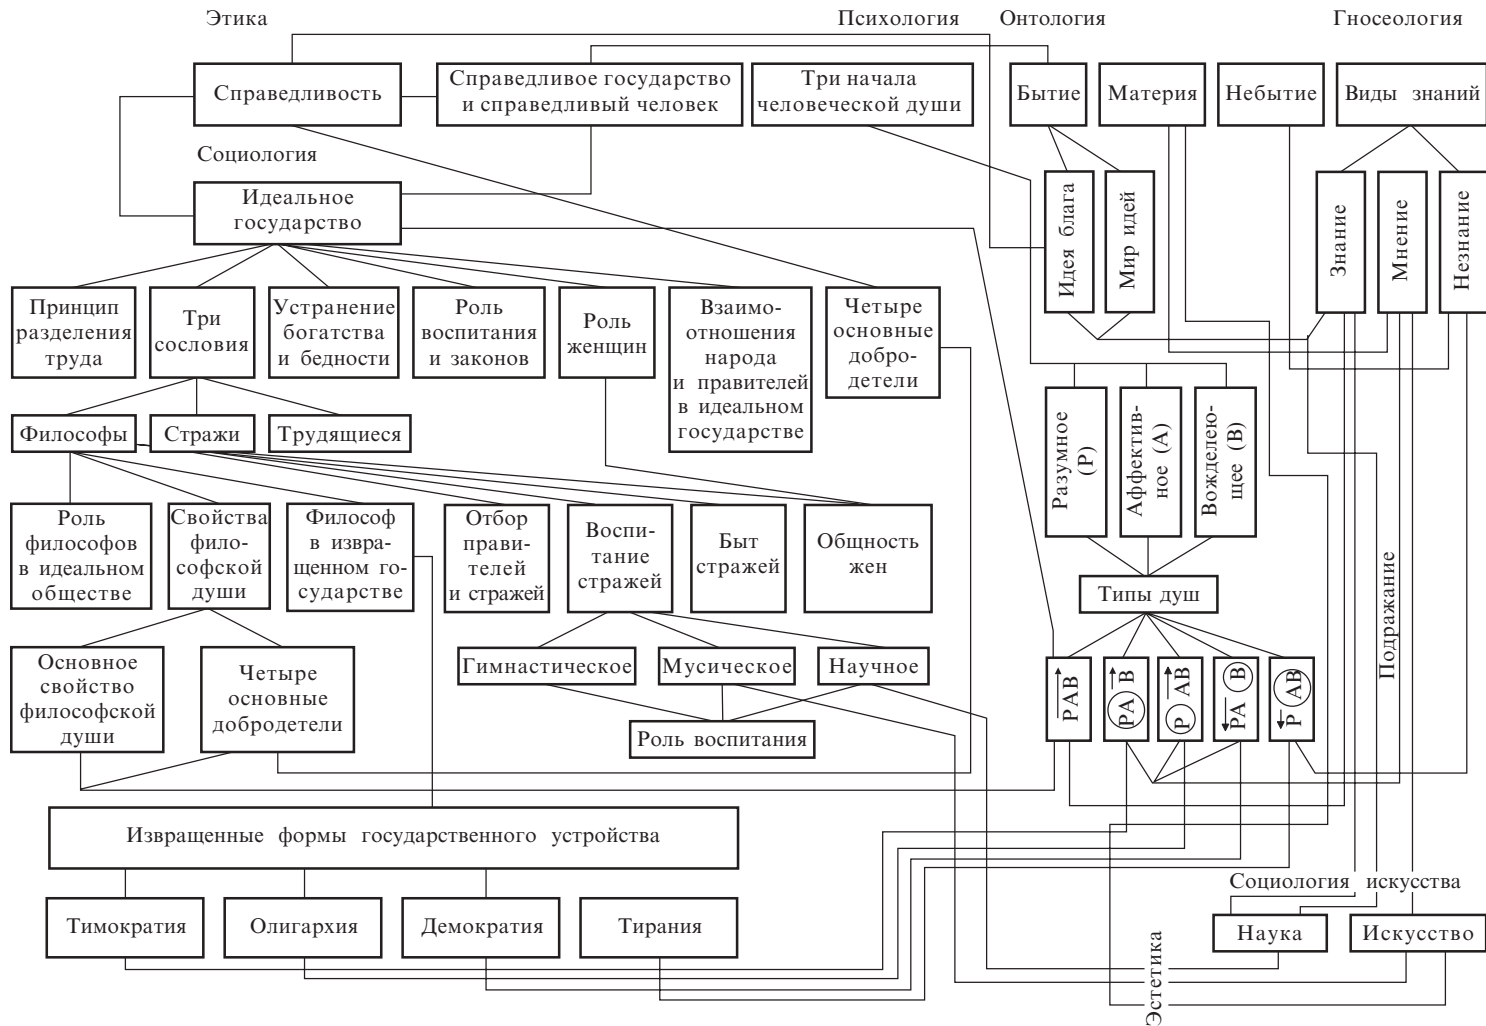 Этика
Психология
Онтология
Гносеология
Справедливость
Справедливое государство
и справедливый человек
Три начала
человеческой души
Бытие
Материя
Небытие
Виды знаний
Социология
Идеальное
государство
Идея блага
Мир идей
Знание
Мнение
Незнание
Принцип
разделения
труда
Три
сословия
Устранение
богатства
и бедности
Роль
воспитания
и законов
Роль
женщин
Взаимо-
отношения
народа
и правителей
в идеальном
государстве
Четыре
основные
добро-
детели
Философы
Стражи
Трудящиеся
Разумное
(Р)
Аффектив-
ное (А)
Вожделею-
щее (В)
Роль
философов
в идеальном
обществе
Свойства
фило-
софской
души
Философ
в извра-
щенном го-
сударстве
Отбор
прави-
телей
и стражей
Воспи-
тание
стражей
Быт
стражей
Общность
жен
Типы душ
Подражание
Основное
свойство
философской
души
Четыре
основные
добродетели
Гимнастическое
Мусическое
Научное
Роль воспитания
РАВ
РА В
Р АВ
РА В
Р АВ
Извращенные формы государственного устройства
Тимократия
Олигархия
Демократия
Тирания
Социология искусства
Наука
Искусство
Эстетика